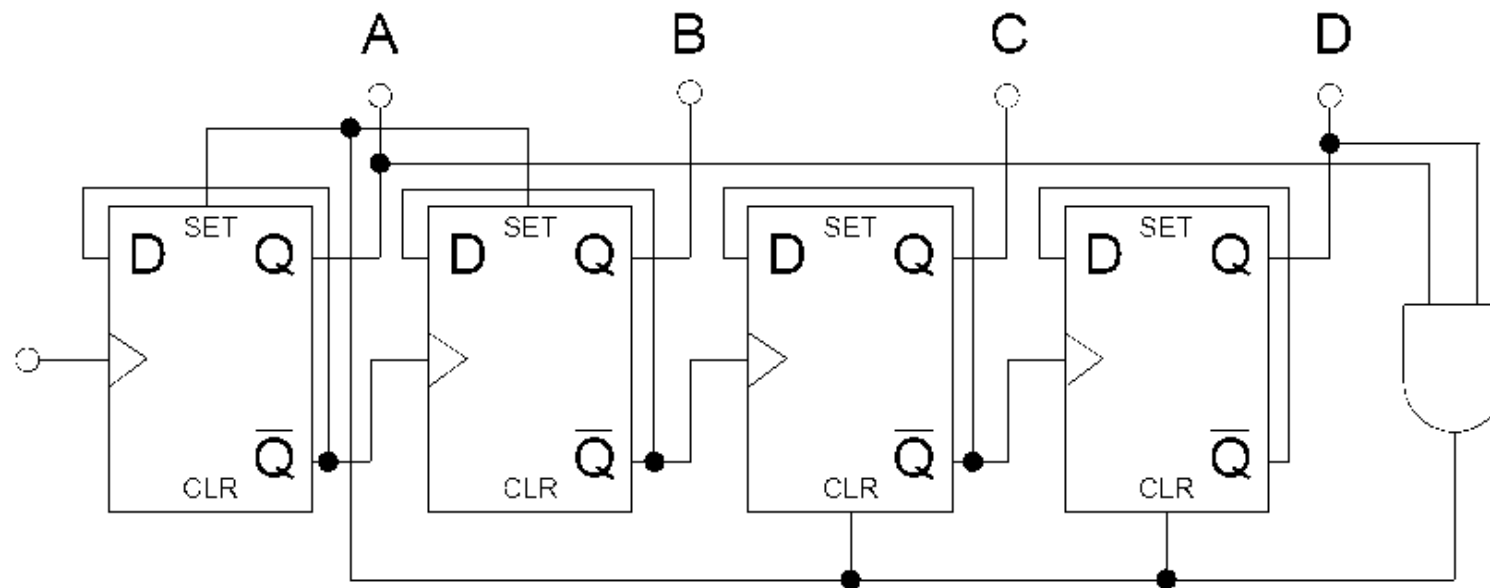 A B C D
SET SET SET SET
D Q D Q D Q D Q
Q Q Q Q
CLR CLR CLR CLR